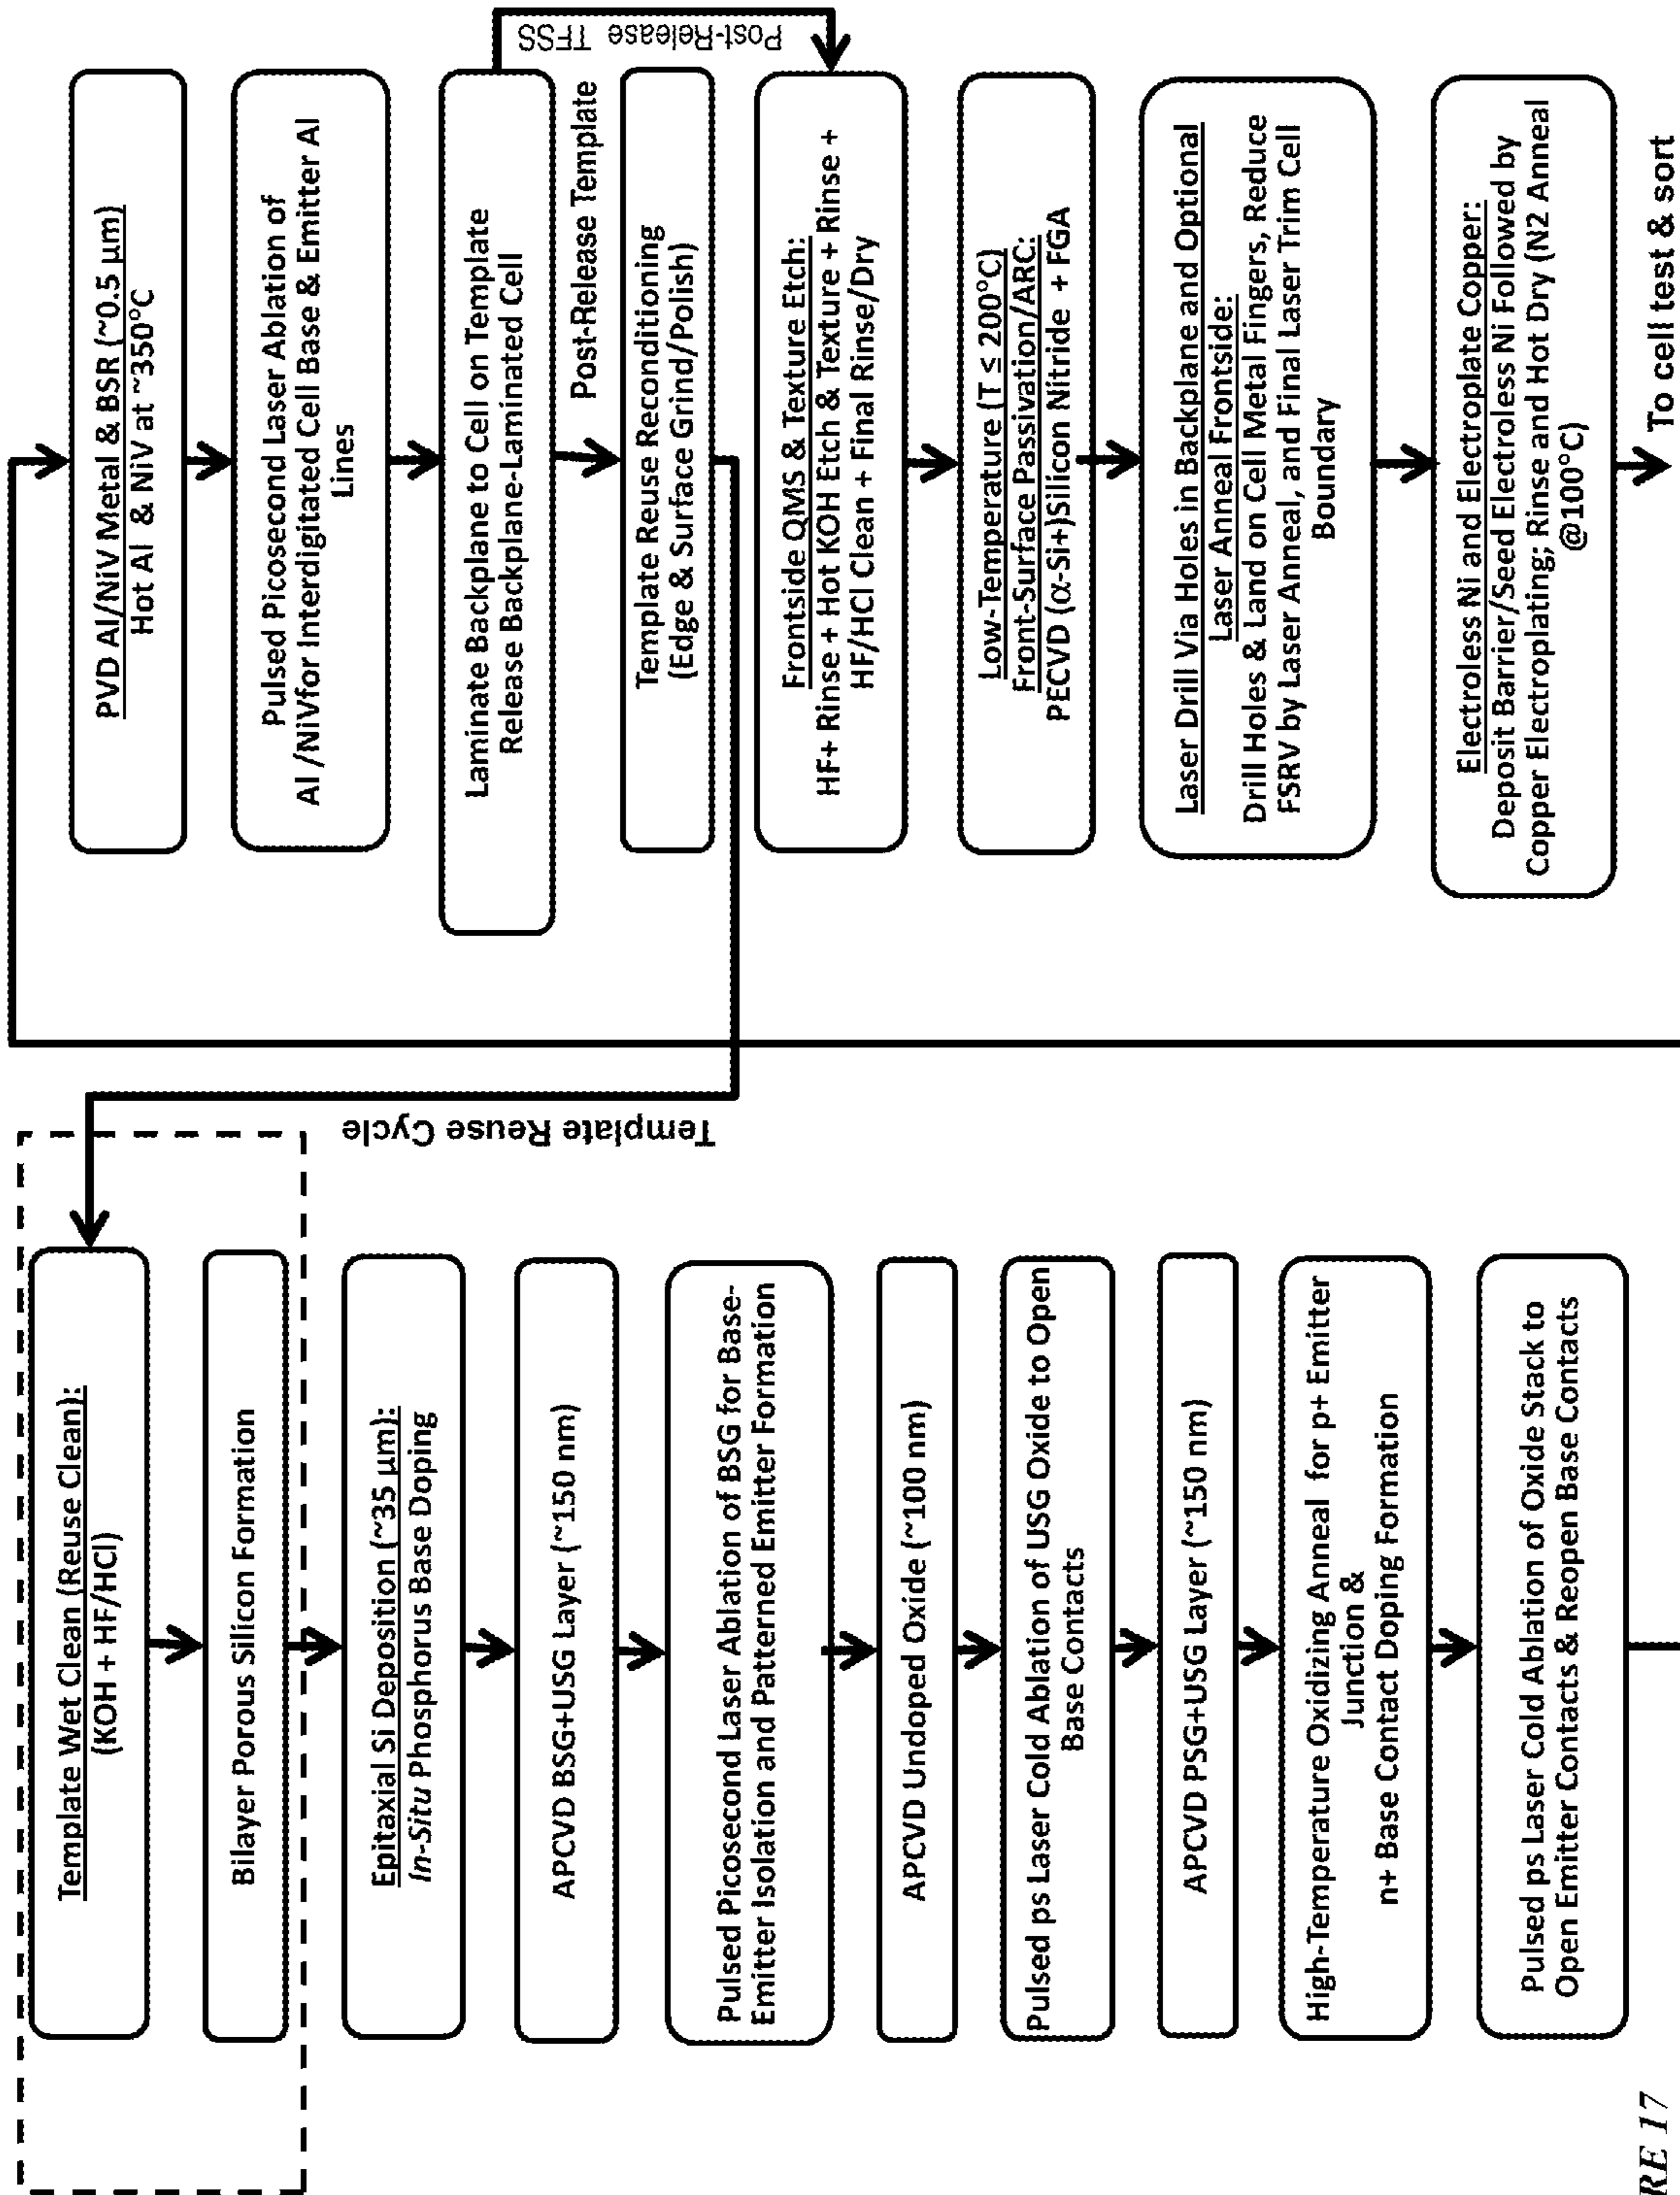 Template Wet Clean (Reuse Clean):
(KOH + HF/HCl)
Bilayer Porous Silicon Formation
Epitaxial Si Deposition (~35 μm):
In-Situ Phosphorus Base Doping
APCVD BSG+USG Layer (~150 nm)
Pulsed Picosecond Laser Ablation of BSG for Base-
Emitter Isolation and Patterned Emitter Formation
APCVD Undoped Oxide (~100 nm)
Pulsed ps Laser Cold Ablation of USG Oxide to Open
Base Contacts
APCVD PSG+USG Layer (~150 nm)
High-Temperature Oxidizing Anneal for p+ Emitter
Junction &
n+ Base Contact Doping Formation
Pulsed ps Laser Cold Ablation of Oxide Stack to
Open Emitter Contacts & Reopen Base Contacts
Template Reuse Cycle
PVD Al/NiV Metal & BSR (~0.5 μm)
Hot Al & NiV at ~350°C
Pulsed Picosecond Laser Ablation of
Al /NiVfor Interdigitated Cell Base & Emitter Al
Lines
Laminate Backplane to Cell on Template
Release Backplane-Laminated Cell
Post-Release Template
Post-Release TFSS
Template Reuse Reconditioning
(Edge & Surface Grind/Polish)
Frontside QMS & Texture Etch:
HF+ Rinse + Hot KOH Etch & Texture + Rinse +
HF/HCl Clean + Final Rinse/Dry
Low-Temperature (T ≤ 200°C)
Front-Surface Passivation/ARC:
PECVD (α-Si+)Silicon Nitride + FGA
Laser Drill Via Holes in Backplane and Optional
Laser Anneal Frontside:
Drill Holes & Land on Cell Metal Fingers, Reduce
FSRV by Laser Anneal, and Final Laser Trim Cell
Boundary
Electroless Ni and Electroplate Copper:
Deposit Barrier/Seed Electroless Ni Followed by
Copper Electroplating; Rinse and Hot Dry (N2 Anneal
@100°C)
To cell test & sort
RE 17